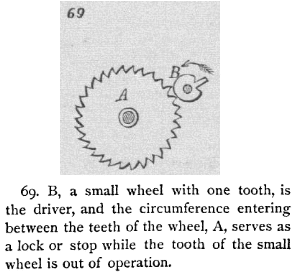 69
B
A
69. B, a small wheel with one tooth, is
the driver, and the circumference entering
between the teeth of the wheel, A, serves as
a lock or stop while the tooth of the small
wheel is out of operation.